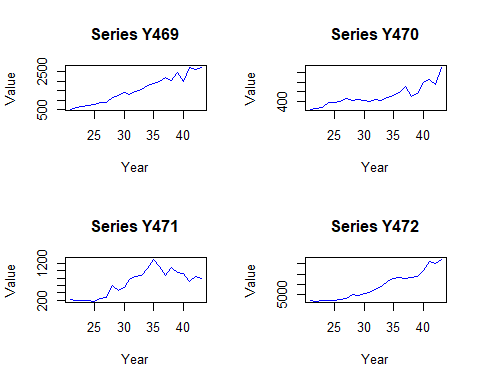 Series Y469
Value
500 2500
25 30 35 40
Year
Series Y470
Value
400
25 30 35 40
Year
Series Y471
Value
200 1200
25 30 35 40
Year
Series Y472
Value
5000
25 30 35 40
Year